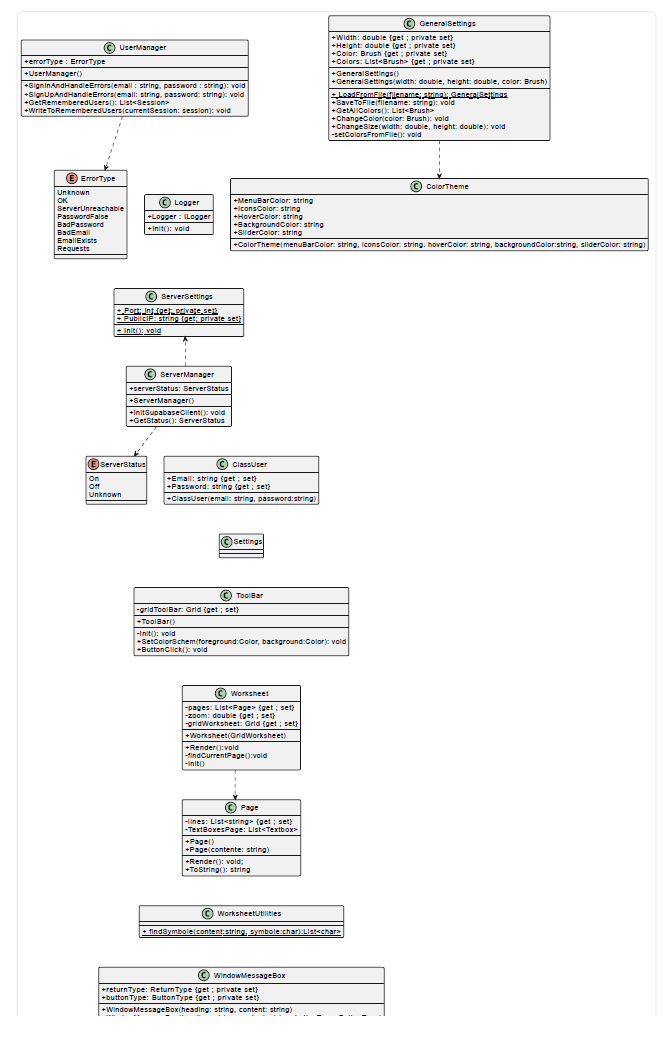 UserManager
+errorType : ErrorType
+UserManager()
+SignInAndHandleErrors(email : string, password : string): void
+SignUpAndHandleErrors(email: string, password: string): void
+GetRememberedUsers(): List<Session>
+WriteToRememberedUsers(currentSession: session): void
GeneralSettings
+Width: double {get ; private set}
+Height: double {get ; private set}
+Color: Brush {get ; private set}
+Colors: List<Brush> {get ; private set}
+GeneralSettings()
+GeneralSettings(width: double, height: double, color: Brush)
+ LoadFromFile(filename: string): GeneralSettings
+SaveToFile(filename: string): void
+GetAllColors(): List<Brush>
+ChangeColor(color: Brush): void
+ChangeSize(width: double, height: double): void
-setColorsFromFile(): void
ErrorType
Unknown
OK
ServerUnreachable
PasswordFalse
BadPassword
BadEmail
EmailExists
Requests
Logger
+Logger : ILogger
+Init(): void
ColorTheme
+MenuBarColor: string
+IconsColor: string
+HoverColor: string
+BackgroundColor: string
+SliderColor: string
+ColorTheme(menuBarColor: string, iconsColor: string. hoverColor: string, backgroundColor:string, sliderColor: string)
ServerSettings
+ Port: int {get; private set}
+ PublicIP: string {get; private set}
+ Init(): void
ServerManager
+serverStatus: ServerStatus
+ServerManager()
+InitSupabaseClient(): void
+GetStatus(): ServerStatus
ServerStatus
On
Off
Unknown
ClassUser
+Email: string {get ; set}
+Password: string {get ; set}
+ClassUser(email: string, password:string)
Settings
ToolBar
-gridToolBar: Grid {get ; set}
+ToolBar()
-Init(): void
+SetColorSchem(foreground:Color, background:Color): void
+ButtonClick(): void
Worksheet
-pages: List<Page> {get ; set}
-zoom: double {get ; set}
-gridWorksheet: Grid {get ; set}
+Worksheet(GridWorksheet)
+Render():void
-findCurrentPage():void
-Init()
Page
-lines: List<string> {get ; set}
-TextBoxesPage: List<Textbox>
+Page()
+Page(contente: string)
+Render(): void;
+ToString(): string
WorksheetUtilities
+ findSymbole(content:string, symbole:char):List<char>
WindowMessageBox
+returnType: ReturnType {get ; private set}
+buttonType: ButtonType {get ; private set}
+WindowMessageBox(heading: string, content: string)